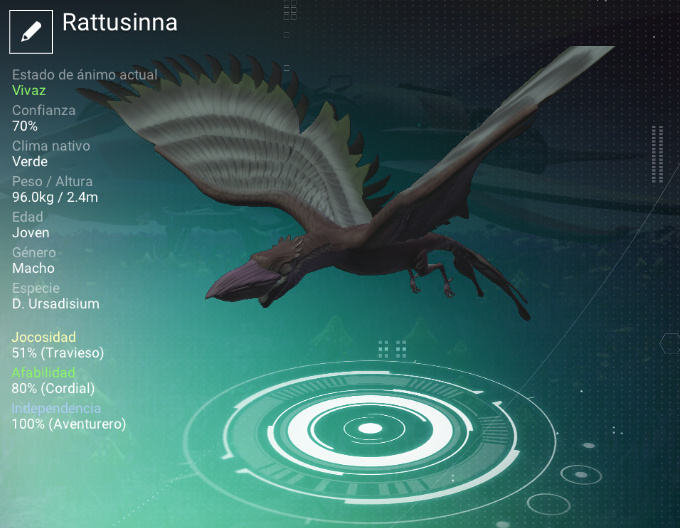 Rattusinna
Estado de ánimo actual
Vivaz
Confianza
70%
Clima nativo
Verde
Peso / Altura
96.0kg / 2.4m
Edad
Joven
Género
Macho
Especie
D. Ursadisium
Jocosidad
51% (Travieso)
Afabilidad
80% (Cordial)
Independencia
100% (Aventurero)